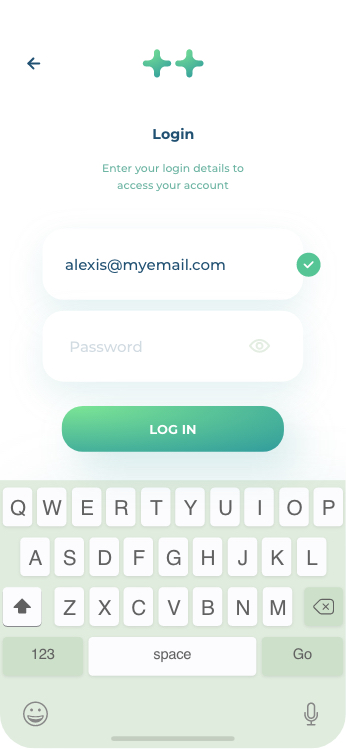 Login
Enter your login details to
access your account
alexis@myemail.com
Password
LOG IN
Q W E R T Y U I O P
A S D F G H J K L
Z X C V B N M
123 space Go